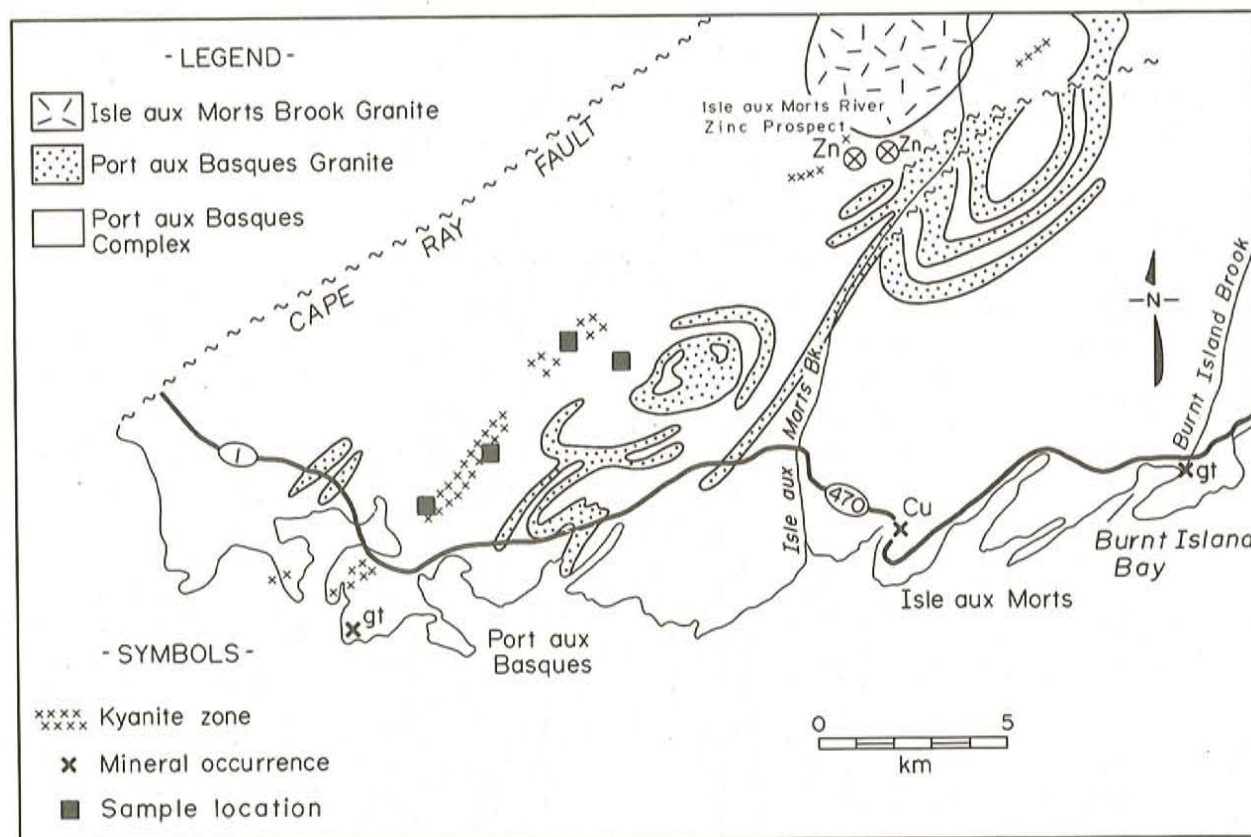 - LEGEND -
Isle aux Morts Brook Granite
Port aux Basques Granite
Port aux Basques
Complex
CAPE RAY FAULT
Isle aux Morts River
Zinc Prospect
Zn
Zn
N
Burnt Island Brook
Isle aux Morts Bk.
1
470
Cu
gt
Burnt Island
Bay
Isle aux Morts
gt
Port aux
Basques
- SYMBOLS -
Kyanite zone
Mineral occurrence
Sample location
0 5
km